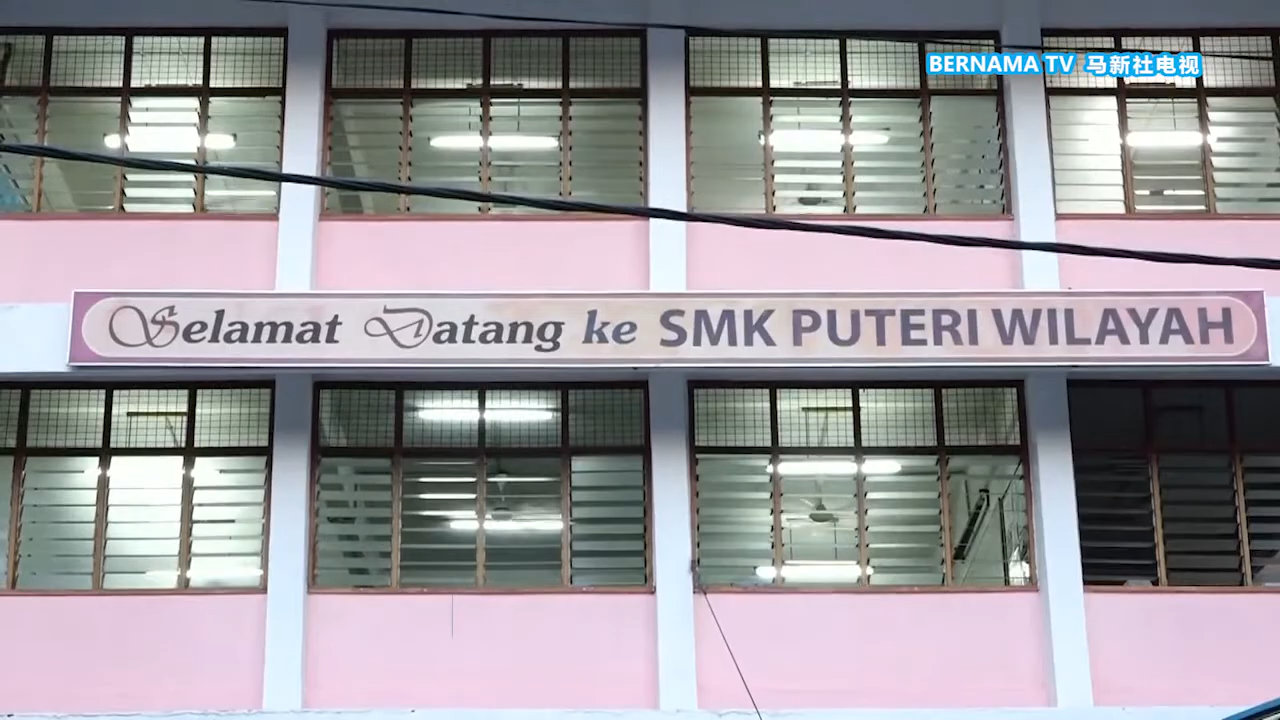 BERNAMA TV 马新社电视
Selamat Datang ke SMK PUTERI WILAYAH